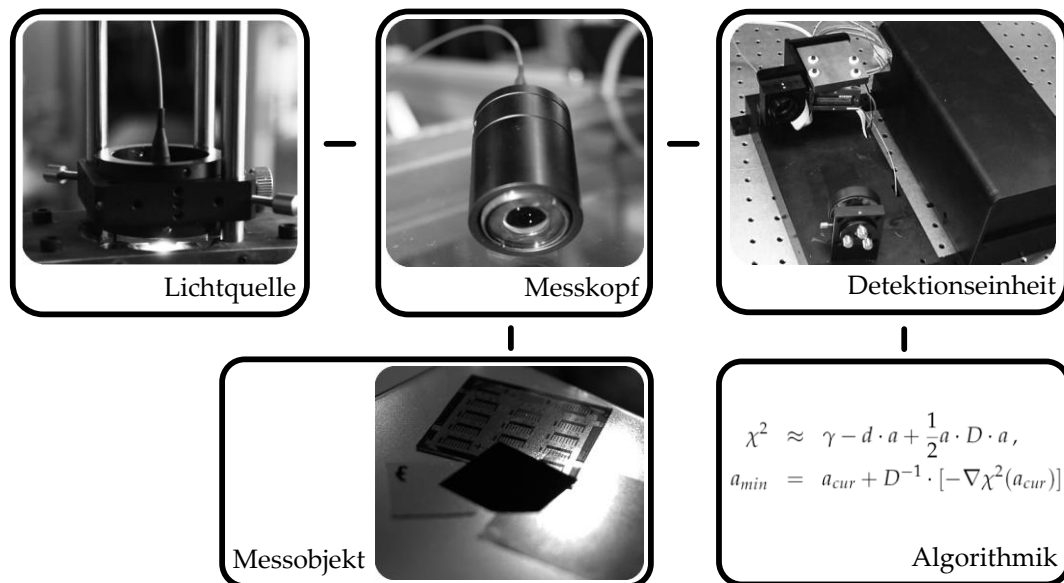 Lichtquelle
Messkopf
Detektionseinheit
Messobjekt
€
χ² ≈ γ − d · a + 1/2 a · D · a ,
a_min = a_cur + D⁻¹ · [−∇χ²(a_cur)]
Algorithmik